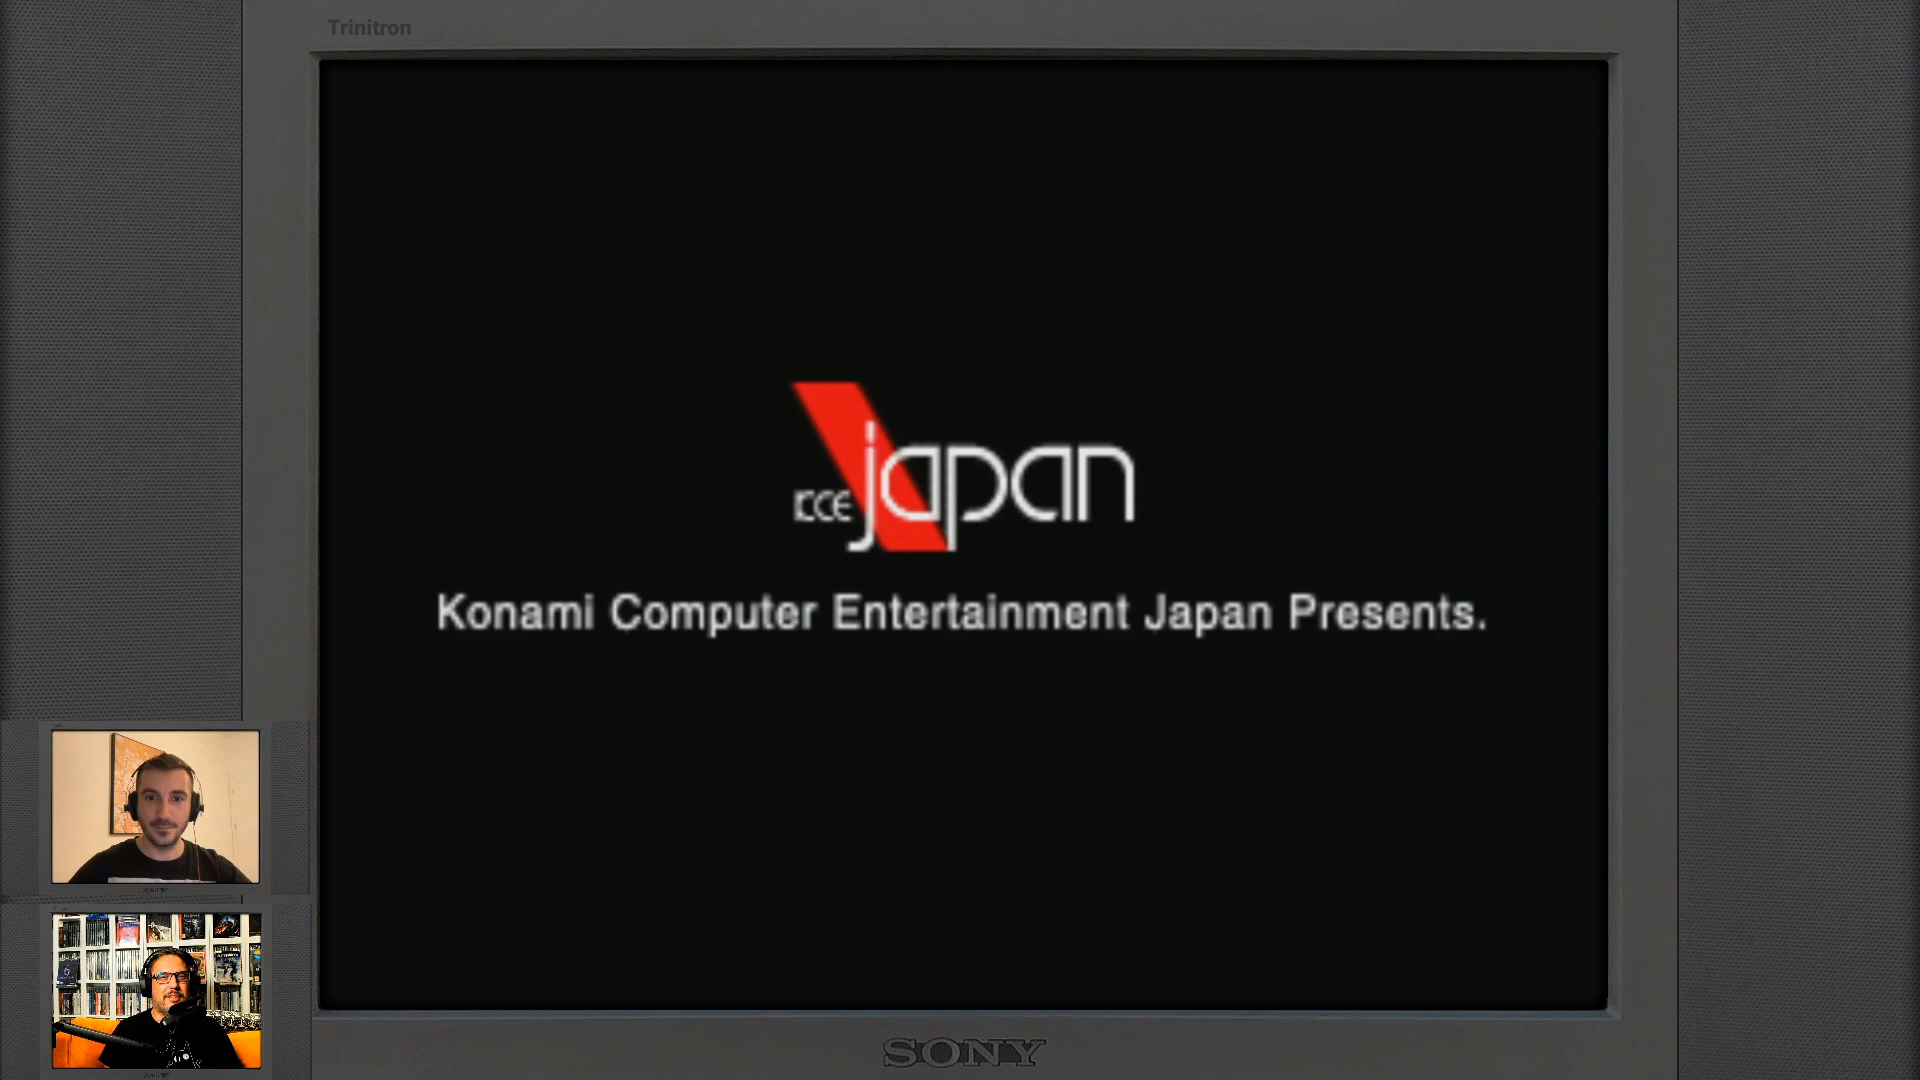 Trinitron
KCE japan
Konami Computer Entertainment Japan Presents.
SONY